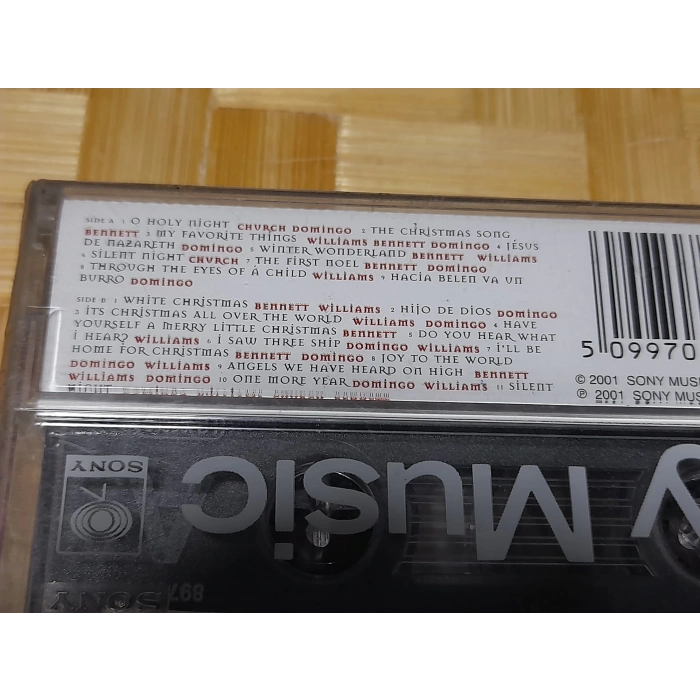 SIDE A 1 O HOLY NIGHT CHURCH DOMINGO 2 THE CHRISTMAS SONG
BENNETT 3 MY FAVORITE THINGS WILLIAMS BENNETT DOMINGO 4 JESUS
DE NAZARETH DOMINGO 5 WINTER WONDERLAND BENNETT WILLIAMS
6 SILENT NIGHT CHURCH 7 THE FIRST NOEL BENNETT DOMINGO
8 THROUGH THE EYES OF A CHILD WILLIAMS 9 HACÍA BELEN VA UN
BURRO DOMINGO
SIDE B 1 WHITE CHRISTMAS BENNETT WILLIAMS 2 HIJO DE DIOS DOMINGO
3 ITS CHRISTMAS ALL OVER THE WORLD WILLIAMS DOMINGO 4 HAVE
YOURSELF A MERRY LITTLE CHRISTMAS BENNETT 5 DO YOU HEAR WHAT
I HEAR? WILLIAMS 6 I SAW THREE SHIP DOMINGO WILLIAMS 7 I'LL BE
HOME FOR CHRISTMAS BENNETT DOMINGO 8 JOY TO THE WORLD
DOMINGO WILLIAMS 9 ANGELS WE HAVE HEARD ON HIGH BENNETT
WILLIAMS DOMINGO 10 ONE MORE YEAR DOMINGO WILLIAMS 11 SILENT
NIGHT
5 09970
© 2001 SONY MUS
℗ 2001 SONY MUS
SONY
y Music
SONY
897